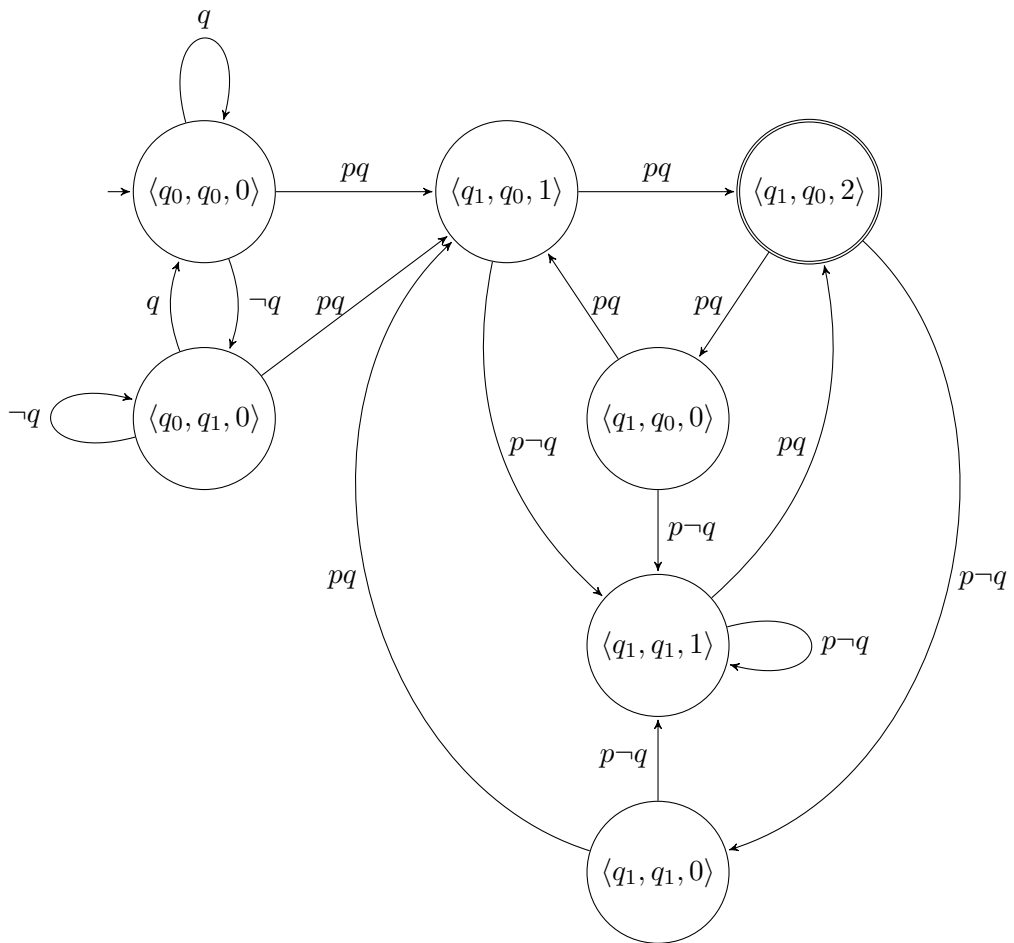 q
⟨q₀, q₀, 0⟩
pq
⟨q₁, q₀, 1⟩
pq
⟨q₁, q₀, 2⟩
q
¬q
pq
pq
pq
¬q
⟨q₀, q₁, 0⟩
⟨q₁, q₀, 0⟩
p¬q
pq
p¬q
pq
p¬q
⟨q₁, q₁, 1⟩
p¬q
p¬q
⟨q₁, q₁, 0⟩